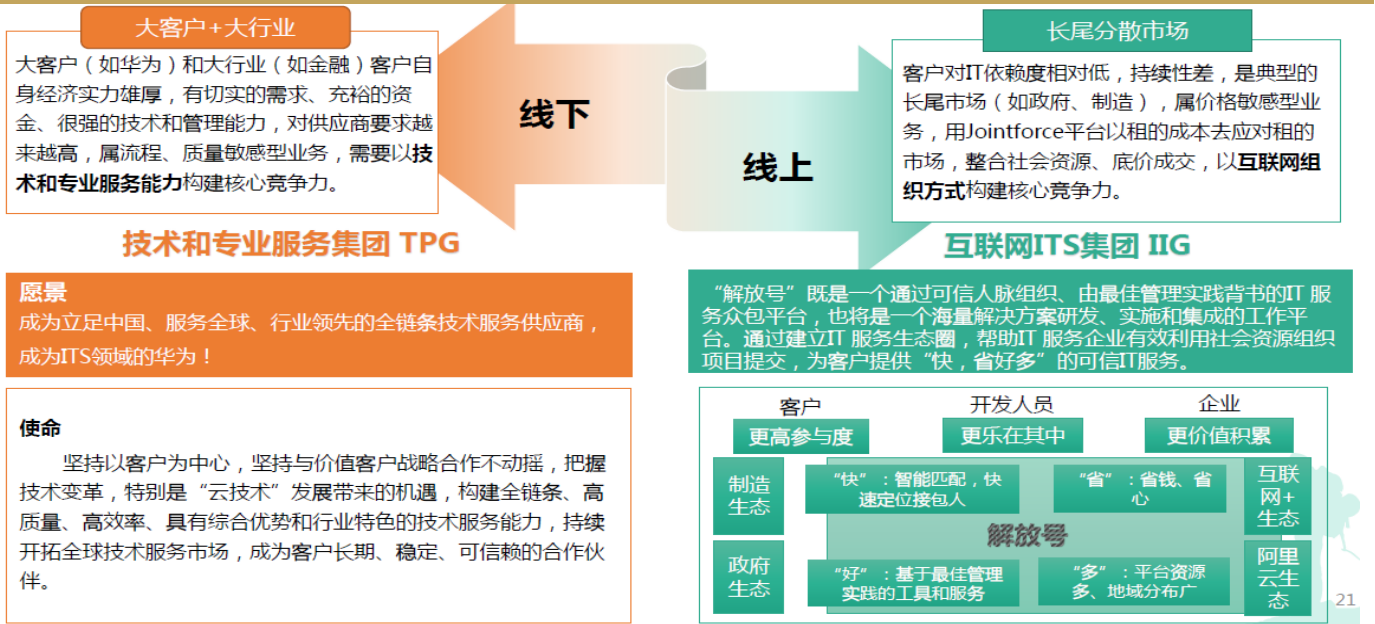 大客户+大行业
大客户（如华为）和大行业（如金融）客户自
身经济实力雄厚，有切实的需求、充裕的资
金、很强的技术和管理能力，对供应商要求越
来越高，属流程、质量敏感型业务，需要以技
术和专业服务能力构建核心竞争力。
线下
线上
长尾分散市场
客户对IT依赖度相对低，持续性差，是典型的
长尾市场（如政府、制造），属价格敏感型业
务，用Jointforce平台以租的成本去应对租的
市场，整合社会资源、底价成交，以互联网组
织方式构建核心竞争力。
技术和专业服务集团 TPG
愿景
成为立足中国、服务全球、行业领先的全链条技术服务供应商，
成为ITS领域的华为！
使命
坚持以客户为中心，坚持与价值客户战略合作不动摇，把握
技术变革，特别是“云技术”发展带来的机遇，构建全链条、高
质量、高效率、具有综合优势和行业特色的技术服务能力，持续
开拓全球技术服务市场，成为客户长期、稳定、可信赖的合作伙
伴。
互联网ITS集团 IIG
“解放号”既是一个通过可信人脉组织、由最佳管理实践背书的IT 服
务众包平台，也将是一个海量解决方案研发、实施和集成的工作平
台。通过建立IT 服务生态圈，帮助IT 服务企业有效利用社会资源组织
项目提交，为客户提供“快，省好多”的可信IT服务。
客户
开发人员
企业
更高参与度
更乐在其中
更价值积累
制造
生态
“快”：智能匹配，快
速定位接包人
“省”：省钱、省
心
互联
网+
生态
解放号
政府
生态
“好”：基于最佳管理
实践的工具和服务
“多”：平台资源
多、地域分布广
阿里
云生
态
21